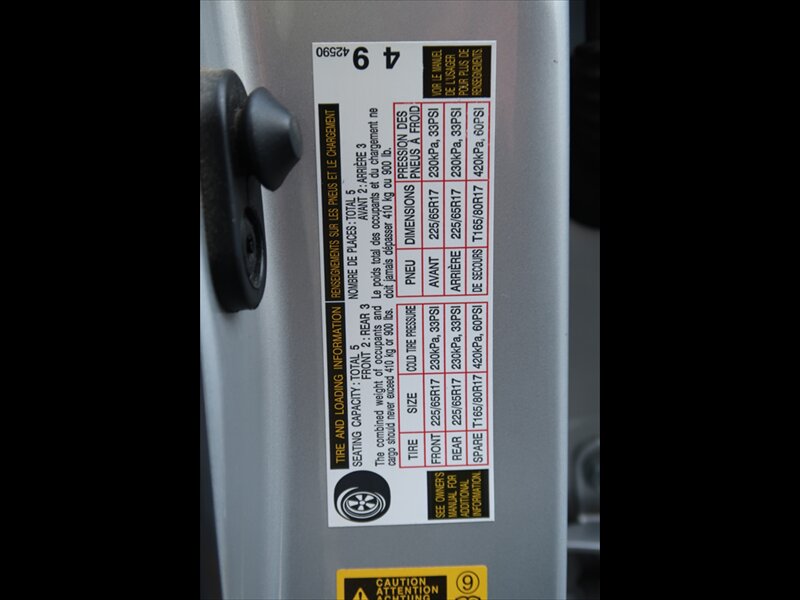 TIRE AND LOADING INFORMATION
SEATING CAPACITY: TOTAL 5
FRONT 2: REAR 3
The combined weight of occupants and
cargo should never exceed 410 kg or 900 lbs.
TIRE SIZE COLD TIRE PRESSURE
FRONT 225/65R17 230kPa, 33PSI
REAR 225/65R17 230kPa, 33PSI
SPARE T165/80R17 420kPa, 60PSI
SEE OWNER'S
MANUAL FOR
ADDITIONAL
INFORMATION.
RENSEIGNEMENTS SUR LES PNEUS ET LE CHARGEMENT
NOMBRE DE PLACES: TOTAL 5
AVANT 2: ARRIÈRE 3
Le poids total des occupants et du chargement ne
doit jamais dépasser 410 kg ou 900 lb.
PNEU DIMENSIONS PRESSION DES
PNEUS À FROID
AVANT 225/65R17 230kPa, 33PSI
ARRIÈRE 225/65R17 230kPa, 33PSI
DE SECOURS T165/80R17 420kPa, 60PSI
VOIR LE MANUEL
DE L'USAGER
POUR PLUS DE
RENSEIGNEMENTS
42590
4 9
CAUTION
ATTENTION
ACHTUNG
9